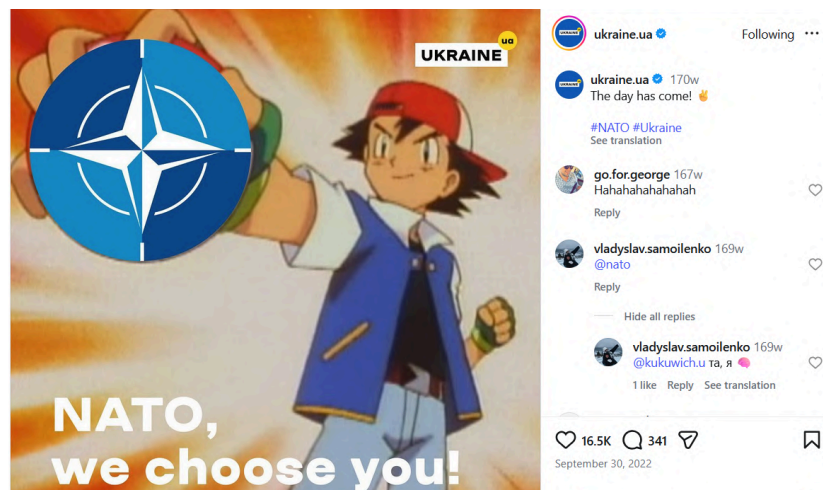 UKRAINE ua
NATO,
we choose you!
ukraine.ua
Following
ukraine.ua 170w
The day has come! ✌️
#NATO #Ukraine
See translation
go.for.george 167w
Hahahahahahahah
Reply
vladyslav.samoilenko 169w
@nato
Reply
Hide all replies
vladyslav.samoilenko 169w
@kukuwich.u та, я 🧠
1 like Reply See translation
16.5K 341
September 30, 2022